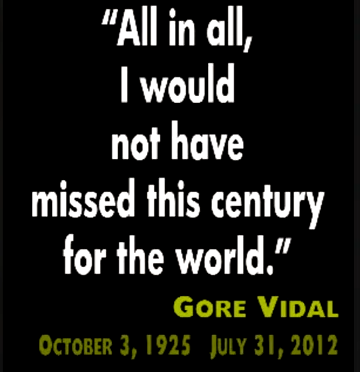 “All in all,
I would
not have
missed this century
for the world.”
GORE VIDAL
OCTOBER 3, 1925 JULY 31, 2012